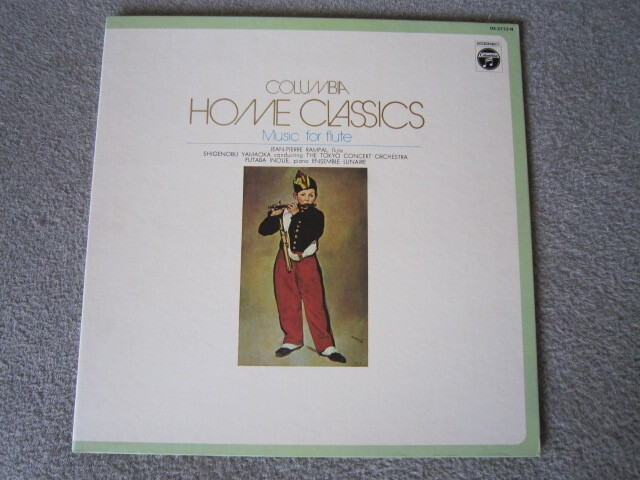 COLUMBIA
HOME CLASSICS
Music for flute
JEAN-PIERRE RAMPAL, flute
SHIGENOBU YAMAOKA conducting THE TOKYO CONCERT ORCHESTRA
FUTABA INOUE, piano ENSEMBLE LUNAIRE